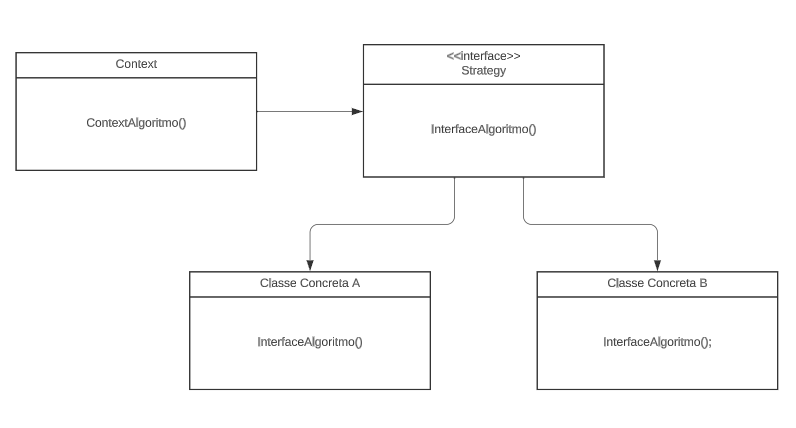 Context
ContextAlgoritmo()
<<interface>>
Strategy
InterfaceAlgoritmo()
Classe Concreta A
InterfaceAlgoritmo()
Classe Concreta B
InterfaceAlgoritmo();